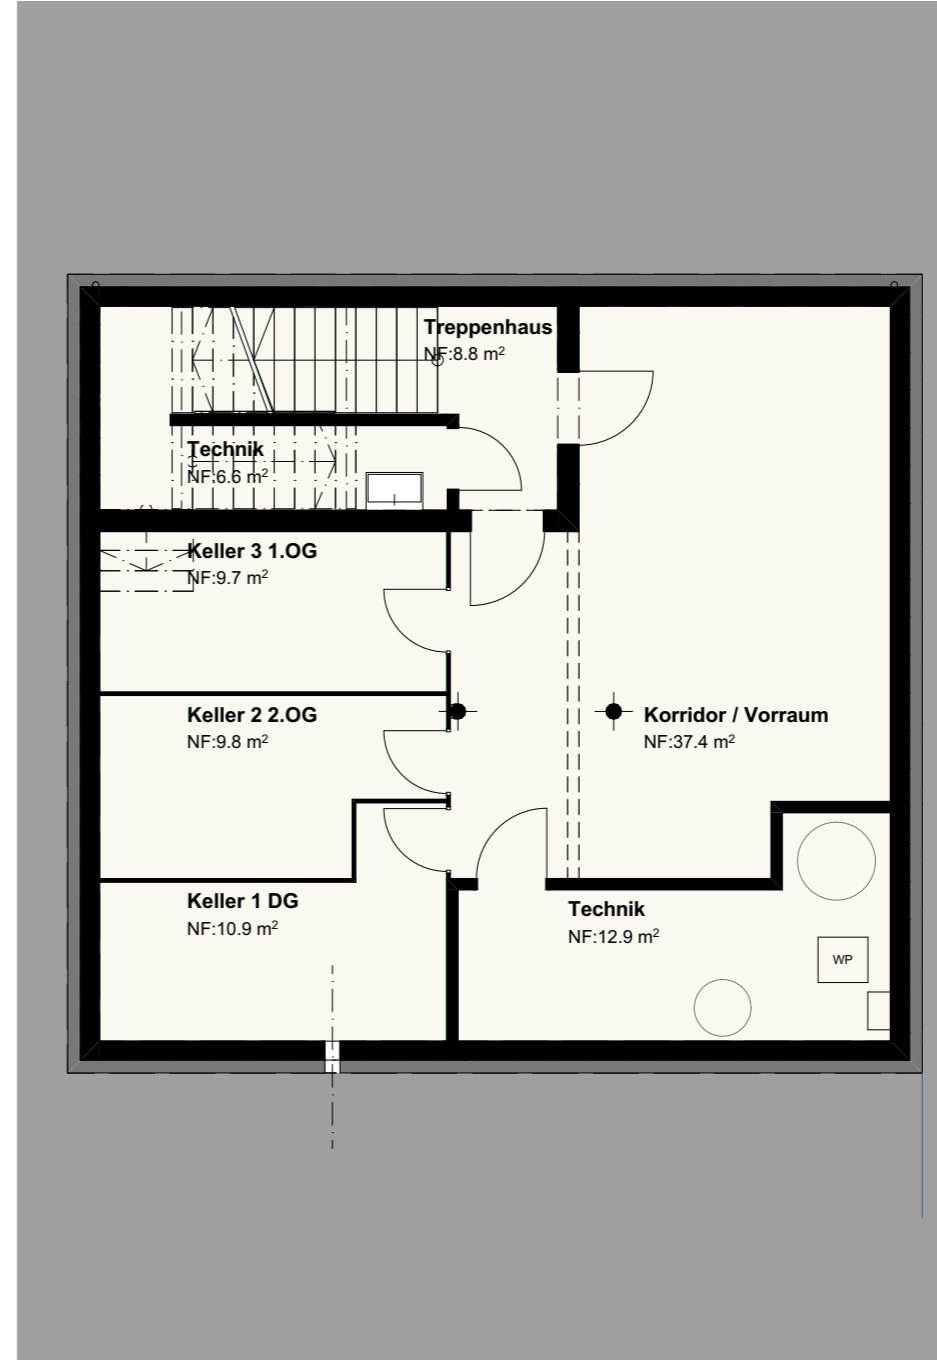 Treppenhaus
NF:8.8 m²
Technik
NF:6.6 m²
Keller 3 1.OG
NF:9.7 m²
Keller 2 2.OG
NF:9.8 m²
Korridor / Vorraum
NF:37.4 m²
Keller 1 DG
NF:10.9 m²
Technik
NF:12.9 m²
WP